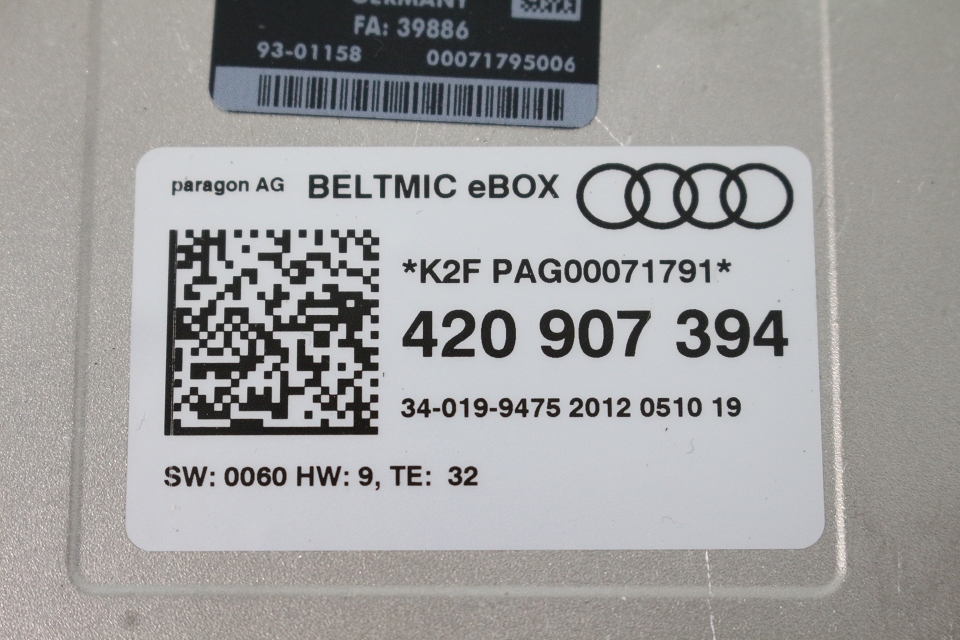 GERMANY
FA: 39886
93-01158 00071795006
paragon AG BELTMIC eBOX
*K2F PAG00071791*
420 907 394
34-019-9475 2012 0510 19
SW: 0060 HW: 9, TE: 32